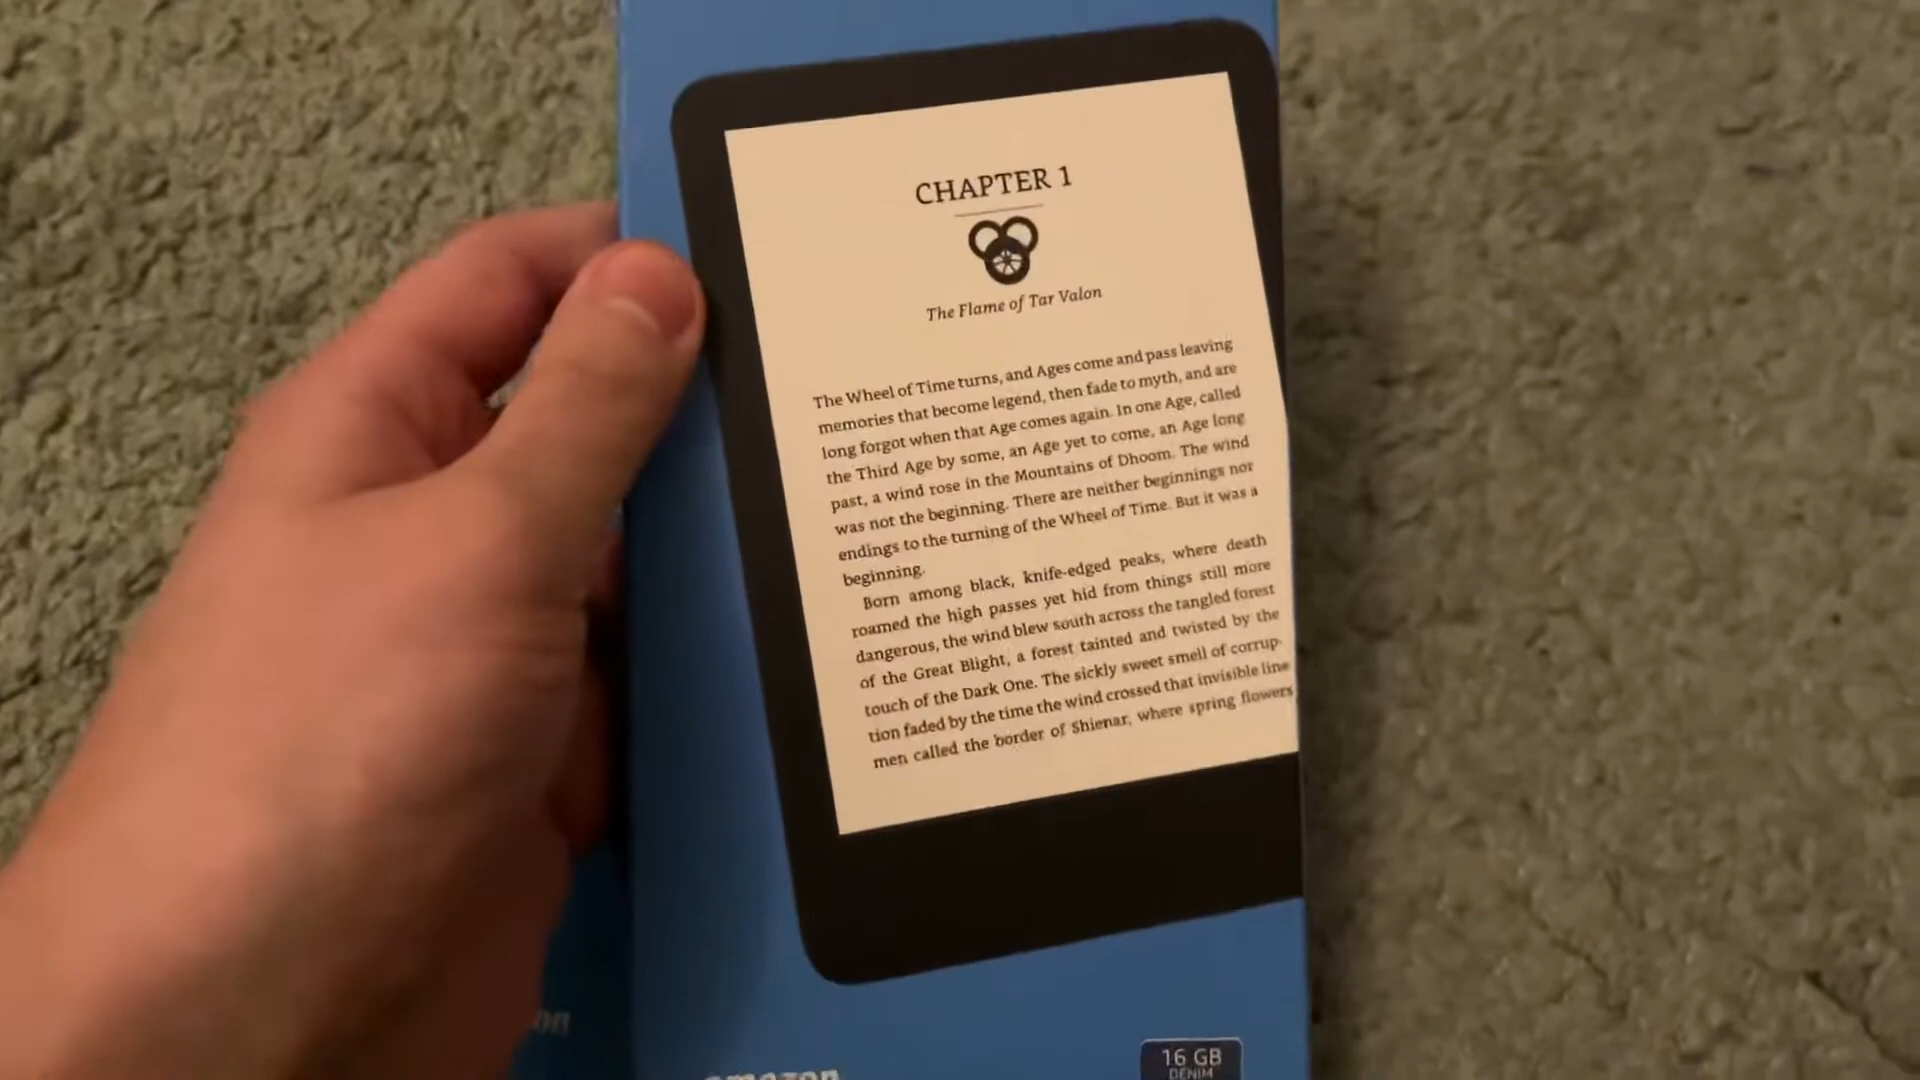 CHAPTER 1
The Flame of Tar Valon
The Wheel of Time turns, and Ages come and pass leaving
memories that become legend, then fade to myth, and are
long forgot when that Age comes again. In one Age, called
the Third Age by some, an Age yet to come, an Age long
past, a wind rose in the Mountains of Dhoom. The wind
was not the beginning. There are neither beginnings nor
endings to the turning of the Wheel of Time. But it was a
beginning.
Born among black, knife-edged peaks, where death
roamed the high passes yet hid from things still more
dangerous, the wind blew south across the tangled forest
of the Great Blight, a forest tainted and twisted by the
touch of the Dark One. The sickly sweet smell of corrup-
tion faded by the time the wind crossed that invisible line
men called the border of Shienar, where spring flowers
amazon
16 GB
DENIM